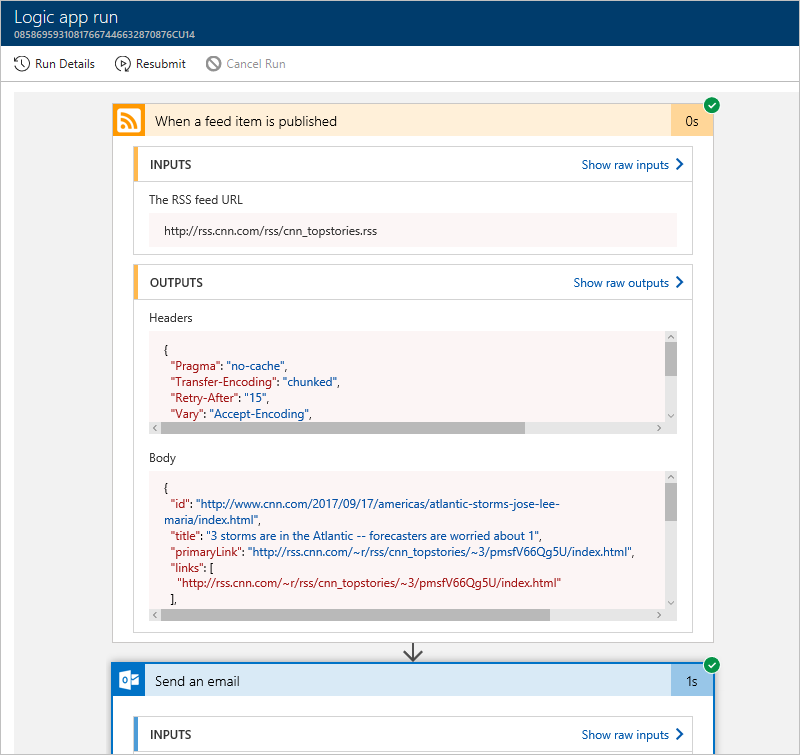 Logic app run
08586959310817667446632870876CU14
Run Details Resubmit Cancel Run
When a feed item is published 0s
INPUTS Show raw inputs
The RSS feed URL
http://rss.cnn.com/rss/cnn_topstories.rss
OUTPUTS Show raw outputs
Headers
{
"Pragma": "no-cache",
"Transfer-Encoding": "chunked",
"Retry-After": "15",
"Vary": "Accept-Encoding",
Body
{
"id": "http://www.cnn.com/2017/09/17/americas/atlantic-storms-jose-lee-
maria/index.html",
"title": "3 storms are in the Atlantic -- forecasters are worried about 1",
"primaryLink": "http://rss.cnn.com/~r/rss/cnn_topstories/~3/pmsfV66Qg5U/index.html",
"links": [
"http://rss.cnn.com/~r/rss/cnn_topstories/~3/pmsfV66Qg5U/index.html"
],
Send an email 1s
INPUTS Show raw inputs